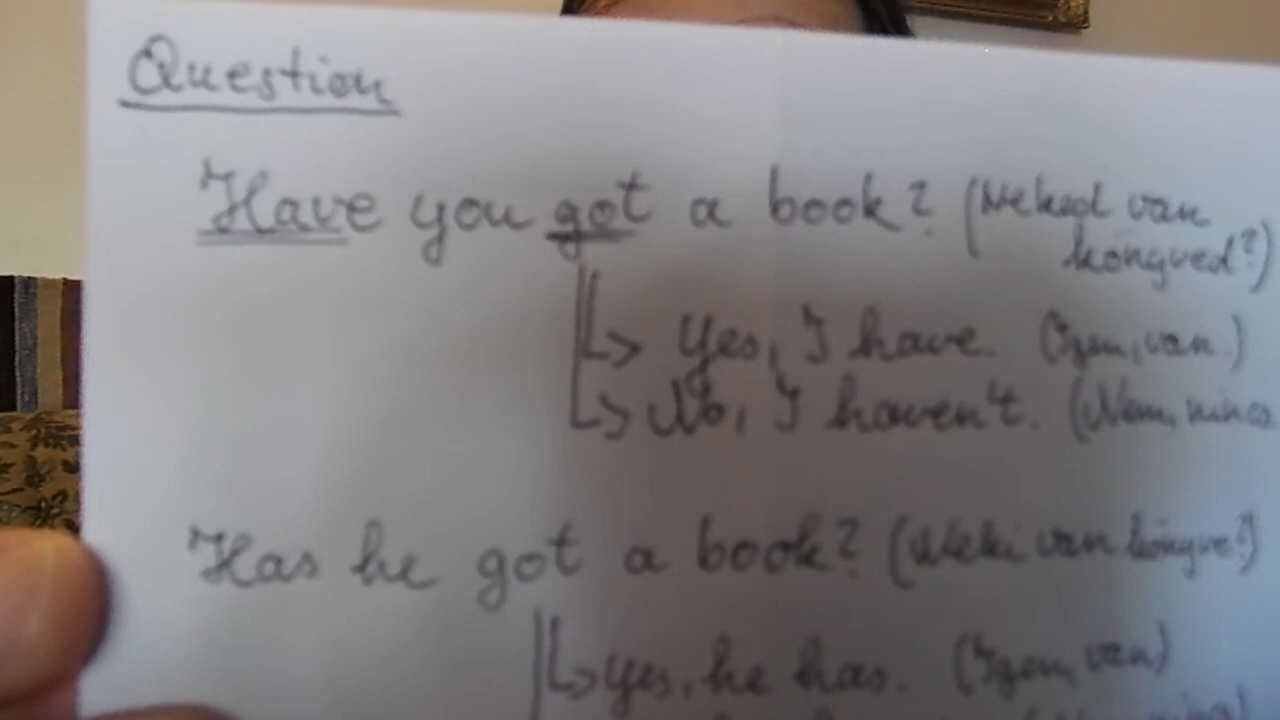 Question
Have you got a book? (Neked van
könyved?)
Yes, I have. (Igen, van.)
No, I haven't. (Nem, nincs.
Has he got a book? (Neki van könyve?)
Yes, he has. (Igen, van)